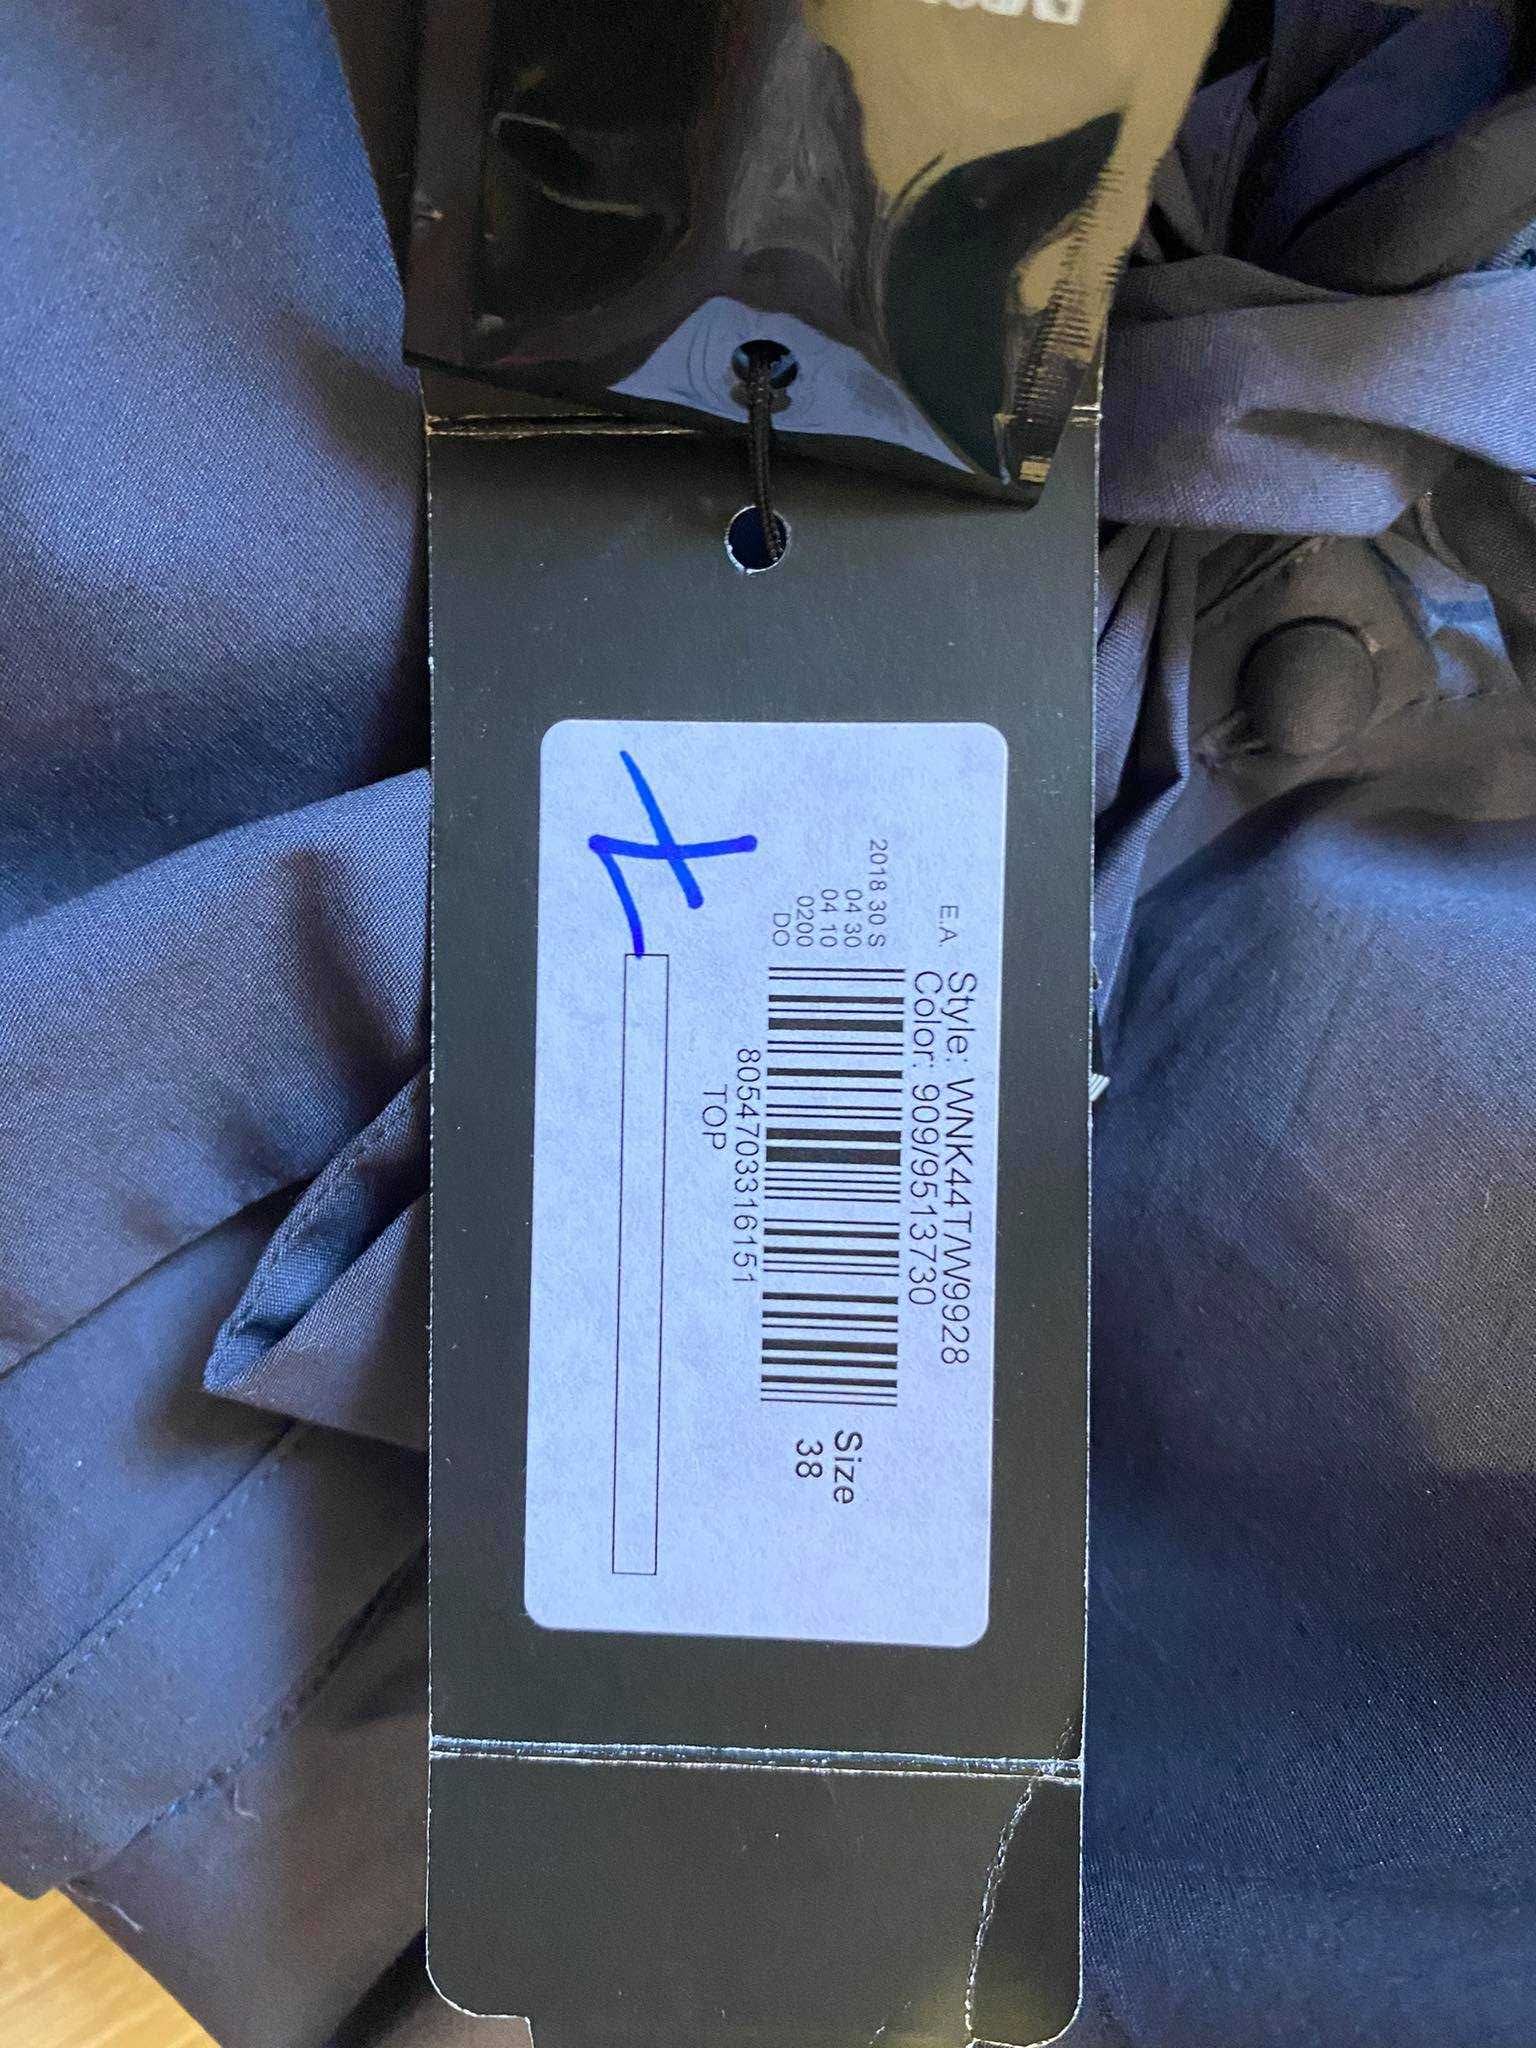 E.A. Style: WNK44T/W9928
Color: 909/9513730
2018 30 S
04 30
04 10
0200
DO
Size
38
8054703316151
TOP